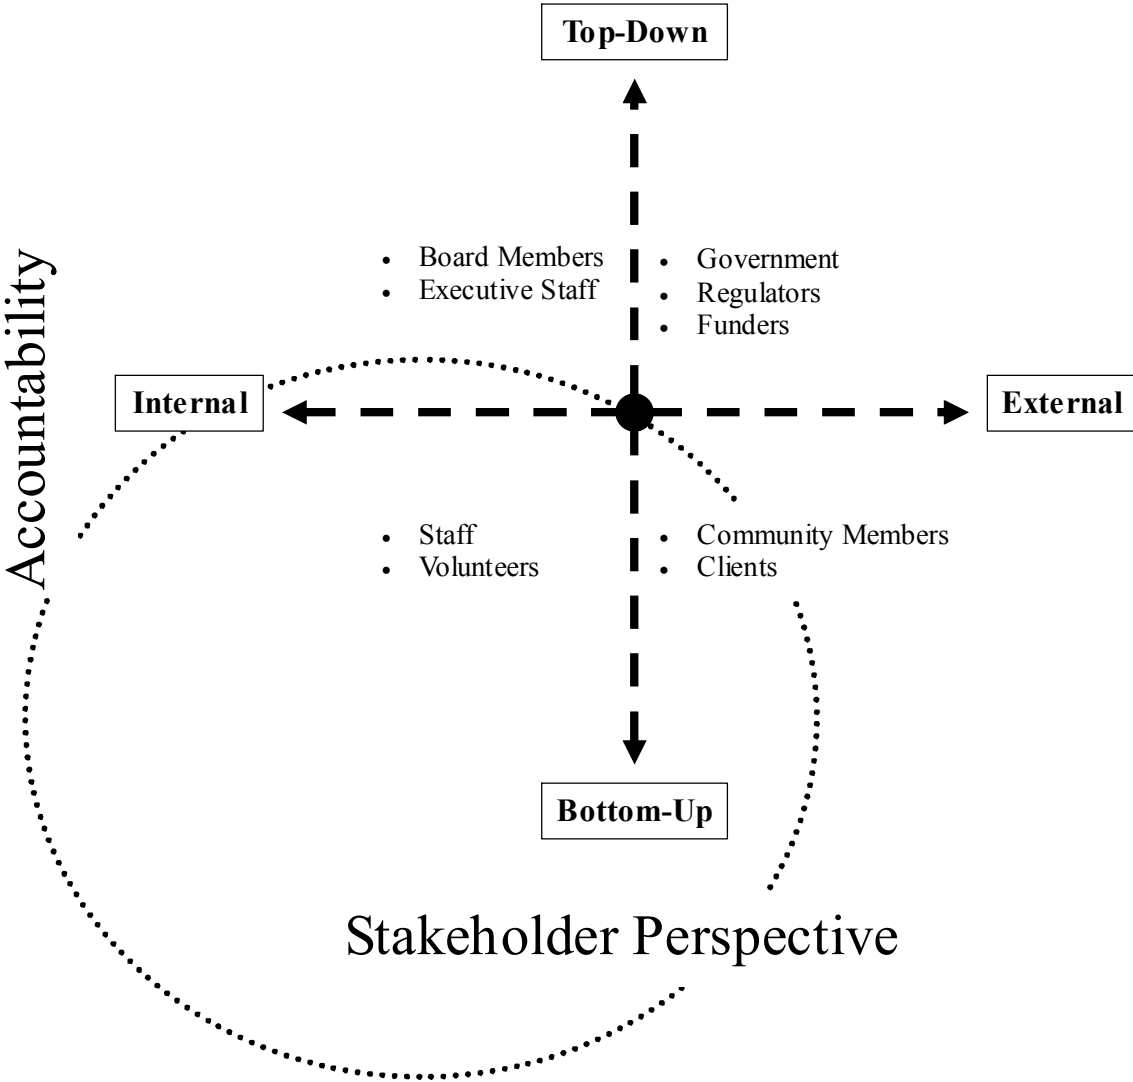 Top-Down
• Board Members
• Executive Staff
• Government
• Regulators
• Funders
Accountability
Internal
External
• Staff
• Volunteers
• Community Members
• Clients
Bottom-Up
Stakeholder Perspective